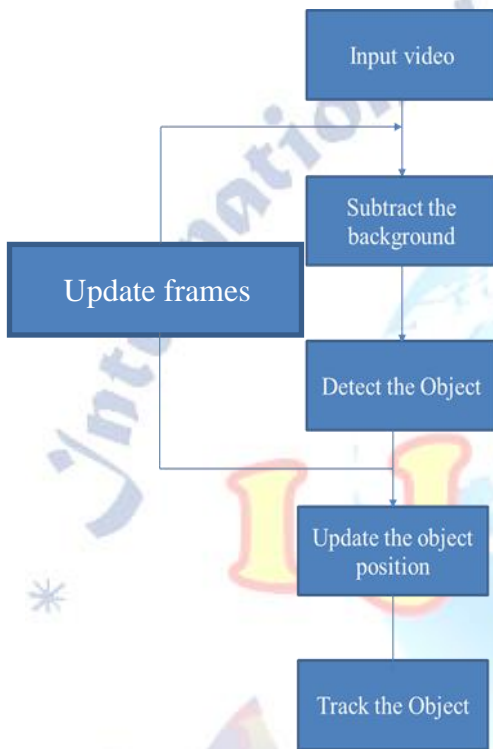 Input video
Subtract the
background
Update frames
Detect the Object
Update the object
position
Track the Object